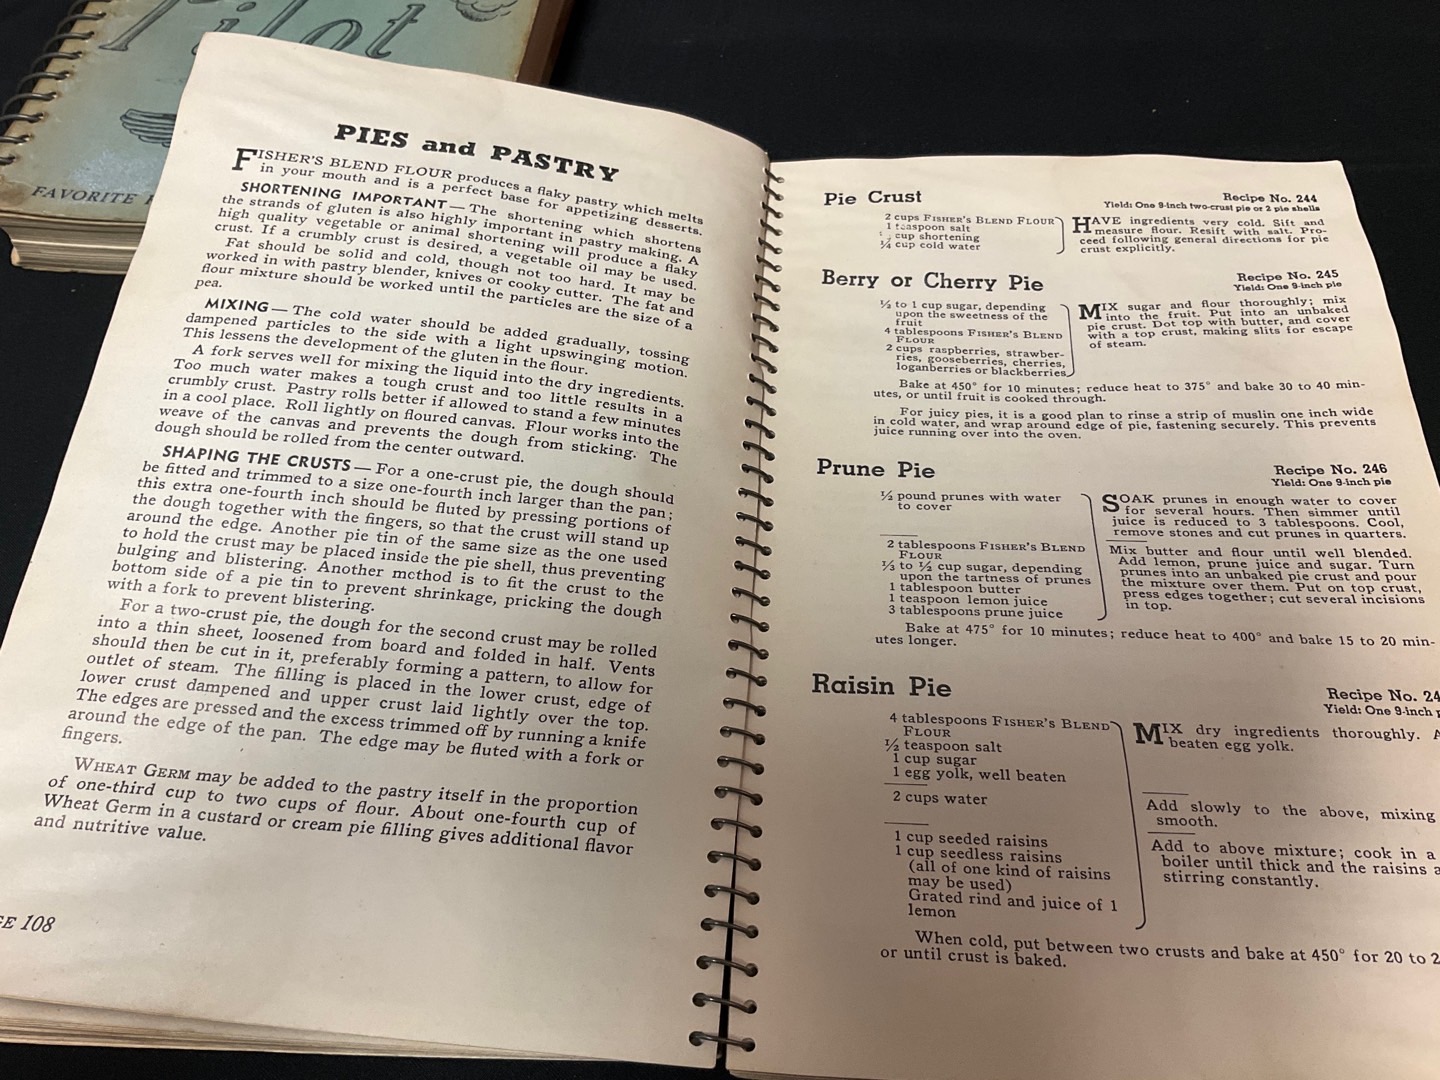 Pilot
FAVORITE
PIES and PASTRY
FISHER'S BLEND FLOUR produces a flaky pastry which melts
in your mouth and is a perfect base for appetizing desserts.
SHORTENING IMPORTANT — The shortening which shortens
the strands of gluten is also highly important in pastry making. A
high quality vegetable or animal shortening will produce a flaky
crust. If a crumbly crust is desired, a vegetable oil may be used.
Fat should be solid and cold, though not too hard. It may be
worked in with pastry blender, knives or cooky cutter. The fat and
flour mixture should be worked until the particles are the size of a
pea.
MIXING — The cold water should be added gradually, tossing
dampened particles to the side with a light upswinging motion.
This lessens the development of the gluten in the flour.
A fork serves well for mixing the liquid into the dry ingredients.
Too much water makes a tough crust and too little results in a
crumbly crust. Pastry rolls better if allowed to stand a few minutes
in a cool place. Roll lightly on floured canvas. Flour works into the
weave of the canvas and prevents the dough from sticking. The
dough should be rolled from the center outward.
SHAPING THE CRUSTS — For a one-crust pie, the dough should
be fitted and trimmed to a size one-fourth inch larger than the pan;
this extra one-fourth inch should be fluted by pressing portions of
the dough together with the fingers, so that the crust will stand up
around the edge. Another pie tin of the same size as the one used
to hold the crust may be placed inside the pie shell, thus preventing
bulging and blistering. Another method is to fit the crust to the
bottom side of a pie tin to prevent shrinkage, pricking the dough
with a fork to prevent blistering.
For a two-crust pie, the dough for the second crust may be rolled
into a thin sheet, loosened from board and folded in half. Vents
should then be cut in it, preferably forming a pattern, to allow for
outlet of steam. The filling is placed in the lower crust, edge of
lower crust dampened and upper crust laid lightly over the top.
The edges are pressed and the excess trimmed off by running a knife
around the edge of the pan. The edge may be fluted with a fork or
fingers.
WHEAT GERM may be added to the pastry itself in the proportion
of one-third cup to two cups of flour. About one-fourth cup of
Wheat Germ in a custard or cream pie filling gives additional flavor
and nutritive value.
GE 108
Pie Crust
Recipe No. 244
Yield: One 9-inch two-crust pie or 2 pie shells
2 cups FISHER'S BLEND FLOUR
1 teaspoon salt
cup shortening
¼ cup cold water
HAVE ingredients very cold. Sift and
measure flour. Resift with salt. Pro-
ceed following general directions for pie
crust explicitly.
Berry or Cherry Pie
Recipe No. 245
Yield: One 9-inch pie
½ to 1 cup sugar, depending
upon the sweetness of the
fruit
4 tablespoons FISHER'S BLEND
FLOUR
2 cups raspberries, strawber-
ries, gooseberries, cherries,
loganberries or blackberries
MIX sugar and flour thoroughly; mix
into the fruit. Put into an unbaked
pie crust. Dot top with butter, and cover
with a top crust, making slits for escape
of steam.
Bake at 450° for 10 minutes; reduce heat to 375° and bake 30 to 40 min-
utes, or until fruit is cooked through.
For juicy pies, it is a good plan to rinse a strip of muslin one inch wide
in cold water, and wrap around edge of pie, fastening securely. This prevents
juice running over into the oven.
Prune Pie
Recipe No. 246
Yield: One 9-inch pie
½ pound prunes with water
to cover
2 tablespoons FISHER'S BLEND
FLOUR
⅓ to ½ cup sugar, depending
upon the tartness of prunes
1 tablespoon butter
1 teaspoon lemon juice
3 tablespoons prune juice
SOAK prunes in enough water to cover
for several hours. Then simmer until
juice is reduced to 3 tablespoons. Cool,
remove stones and cut prunes in quarters.
Mix butter and flour until well blended.
Add lemon, prune juice and sugar. Turn
prunes into an unbaked pie crust and pour
the mixture over them. Put on top crust,
press edges together; cut several incisions
in top.
Bake at 475° for 10 minutes; reduce heat to 400° and bake 15 to 20 min-
utes longer.
Raisin Pie
Recipe No. 24
Yield: One 9-inch p
4 tablespoons FISHER'S BLEND
FLOUR
½ teaspoon salt
1 cup sugar
1 egg yolk, well beaten
2 cups water
1 cup seeded raisins
1 cup seedless raisins
(all of one kind of raisins
may be used)
Grated rind and juice of 1
lemon
MIX dry ingredients thoroughly. A
beaten egg yolk.
Add slowly to the above, mixing
smooth.
Add to above mixture; cook in a
boiler until thick and the raisins a
stirring constantly.
When cold, put between two crusts and bake at 450° for 20 to 2
or until crust is baked.